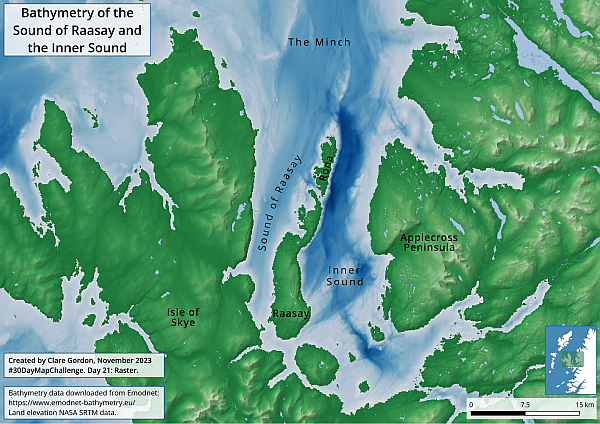 Bathymetry of the
Sound of Raasay and
the Inner Sound
The Minch
Rona
Sound of Raasay
Applecross
Peninsula
Inner
Sound
Isle of
Skye
Raasay
Created by Clare Gordon, November 2023
#30DayMapChallenge. Day 21: Raster.
Bathymetry data downloaded from Emodnet:
https://www.emodnet-bathymetry.eu/
Land elevation NASA SRTM data.
0 7.5 15 km